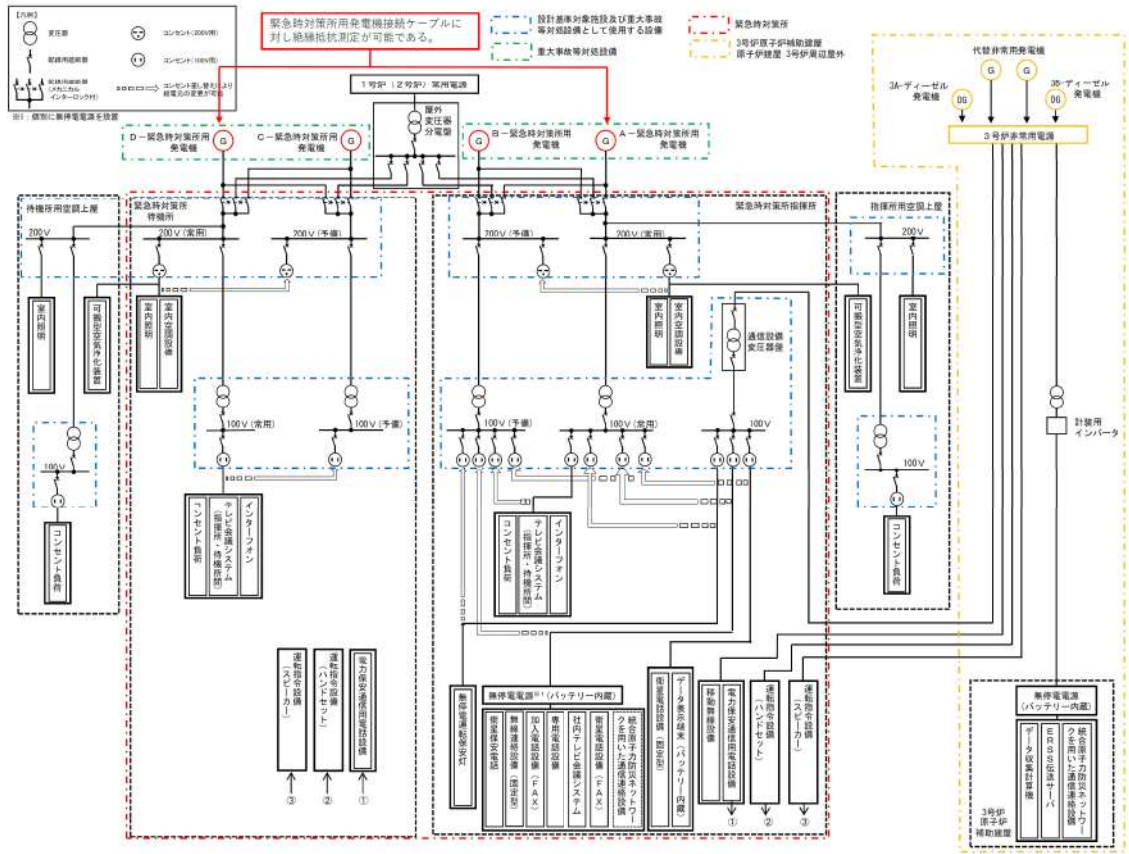 【凡例】
変圧器
配線用遮断器
配線用遮断器
(メカニカル
インターロック付)
コンセント(200V用)
コンセント(100V用)
コンセント差し替えにより
給電元の変更が可能
※1:個別に無停電電源を設置
緊急時対策所用発電機接続ケーブルに
対し絶縁抵抗測定が可能である。
設計基準対象施設及び重大事故
等対処設備として使用する設備
重大事故等対処設備
緊急時対策所
3号炉原子炉補助建屋
原子炉建屋 3号炉周辺屋外
1号炉(2号炉)常用電源
屋外
変圧器
分電盤
D-緊急時対策所用
発電機
G
C-緊急時対策所用
発電機
G
B-緊急時対策所用
発電機
G
A-緊急時対策所用
発電機
G
代替非常用発電機
G
G
3A-ディーゼル
発電機
DG
3B-ディーゼル
発電機
DG
3号炉非常用電源
待機所用空調上屋
200V
室内照明
可搬型空気浄化装置
100V
コンセント負荷
緊急時対策所
待機所
200V(常用)
200V(予備)
室内照明
室内空調設備
100V(常用)
100V(予備)
コンセント負荷
テレビ会議システム
(指揮所・待機所間)
インターフォン
運転指令設備
(スピーカー)
③
運転指令設備
(ハンドセット)
②
電力保安通信用電話設備
①
緊急時対策所指揮所
200V(予備)
200V(常用)
室内照明
室内空調設備
通信設備
変圧器盤
100V(予備)
100V(常用)
100V
コンセント負荷
テレビ会議システム
(指揮所・待機所間)
インターフォン
無停電運転保安灯
無停電電源※1(バッテリー内蔵)
衛星保安電話
無線連絡設備(固定型)
加入電話設備(FAX)
専用電話設備
社内テレビ会議システム
衛星電話設備(FAX)
統合原子力防災ネットワー
クを用いた通信連絡設備
衛星電話設備(固定型)
データ表示端末(バッテリー内蔵)
移動無線設備
電力保安通信用電話設備
①
運転指令設備
(ハンドセット)
②
運転指令設備
(スピーカー)
③
指揮所用空調上屋
200V
可搬型空気浄化装置
室内照明
100V
コンセント負荷
計装用
インバータ
無停電電源
(バッテリー内蔵)
データ収集計算機
ERSS伝送サーバ
統合原子力防災ネットワー
クを用いた通信連絡設備
3号炉
原子炉
補助建屋